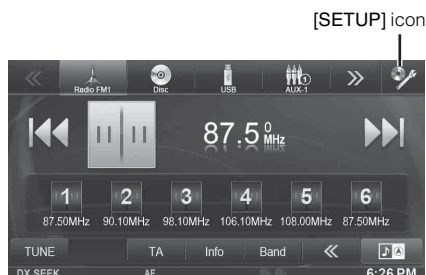 [SETUP] icon
Radio FM1 Disc USB AUX-1
87.50 MHz
1 2 3 4 5 6
87.50MHz 90.10MHz 98.10MHz 106.10MHz 108.00MHz 87.50MHz
TUNE TA Info Band
DX SEEK AF 6:26 PM